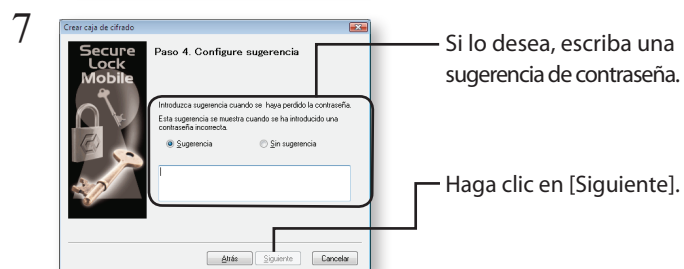 7
Crear caja de cifrado
Secure
Lock
Mobile
Paso 4. Configure sugerencia
Introduzca sugerencia cuando se haya perdido la contraseña.
Esta sugerencia se muestra cuando se ha introducido una
contraseña incorrecta.
Sugerencia
Sin sugerencia
Atrás
Siguiente
Cancelar
Si lo desea, escriba una
sugerencia de contraseña.
Haga clic en [Siguiente].